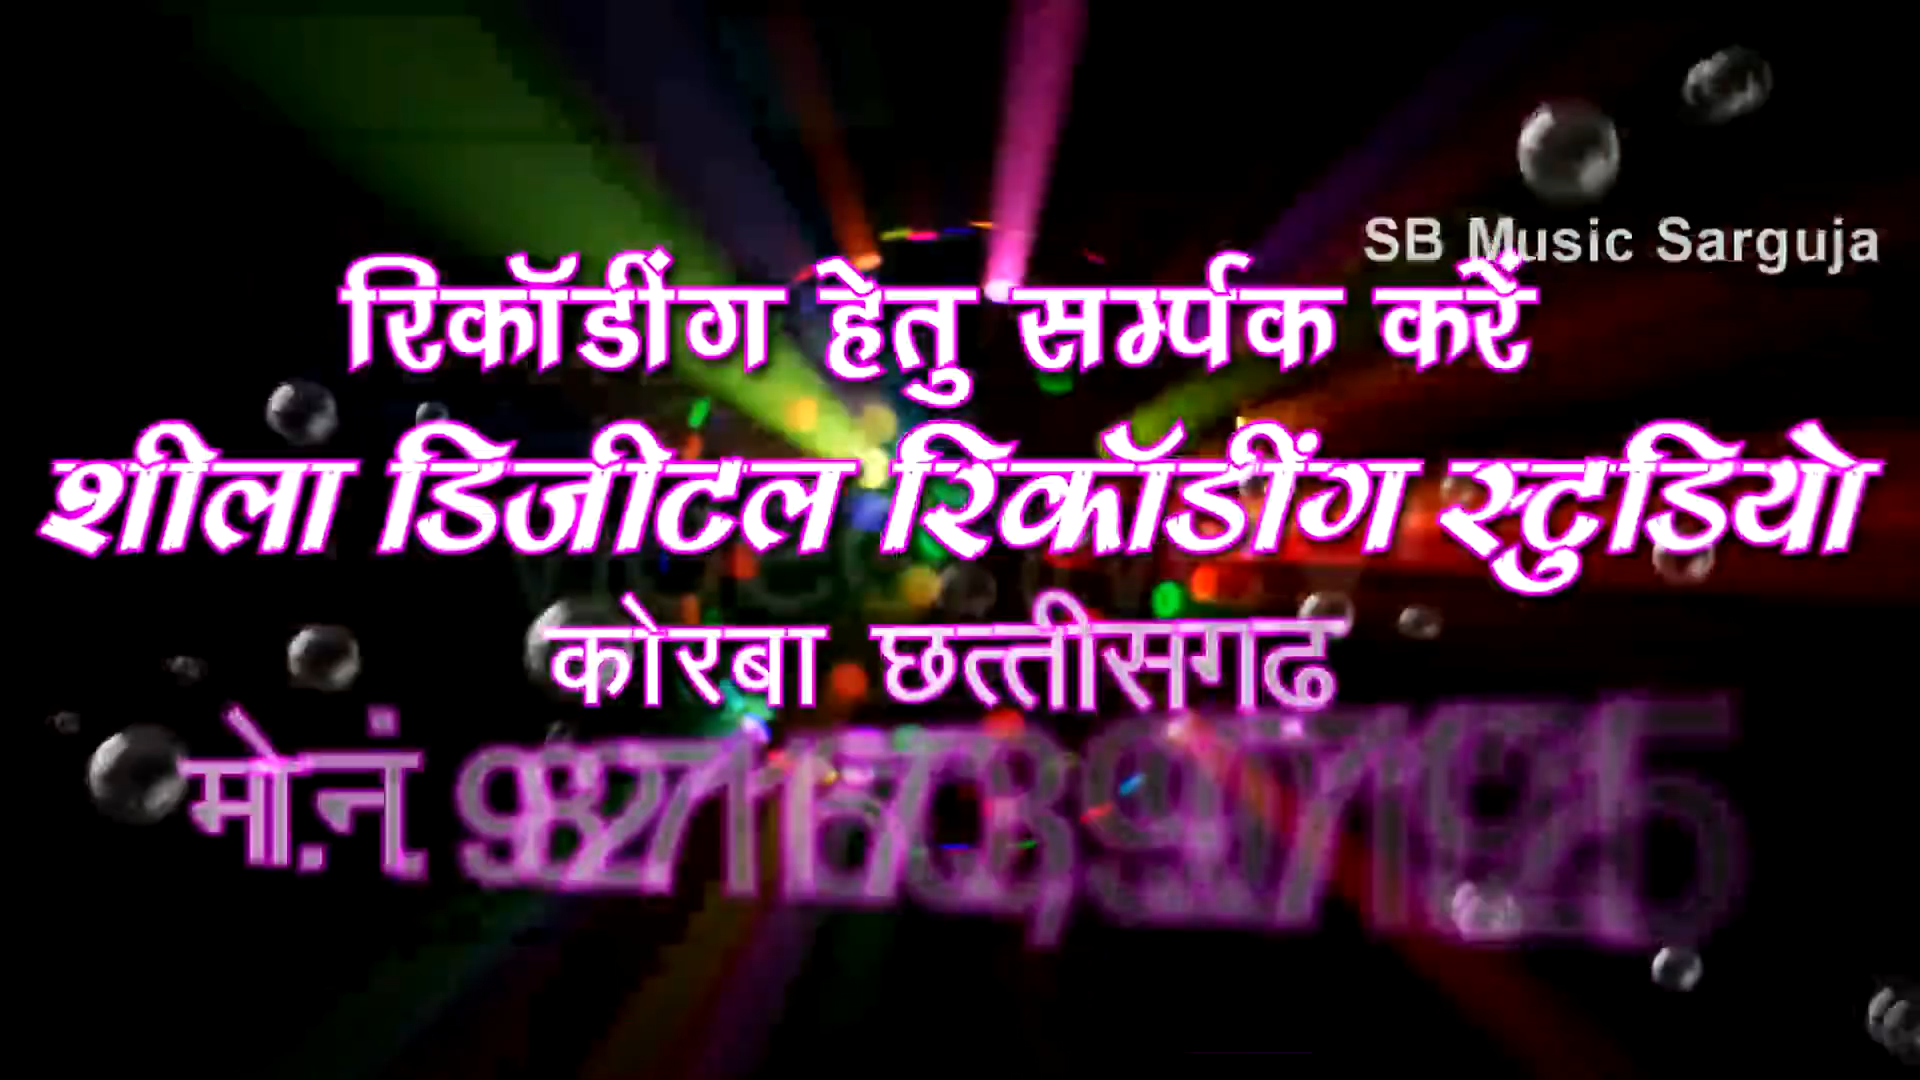 SB Music Sarguja
रिकॉर्डींग हेतु सर्म्पक करें
शीला डिजीटल रिकॉर्डींग स्टुडियो
कोरबा छत्तीसगढ
मो.नं.